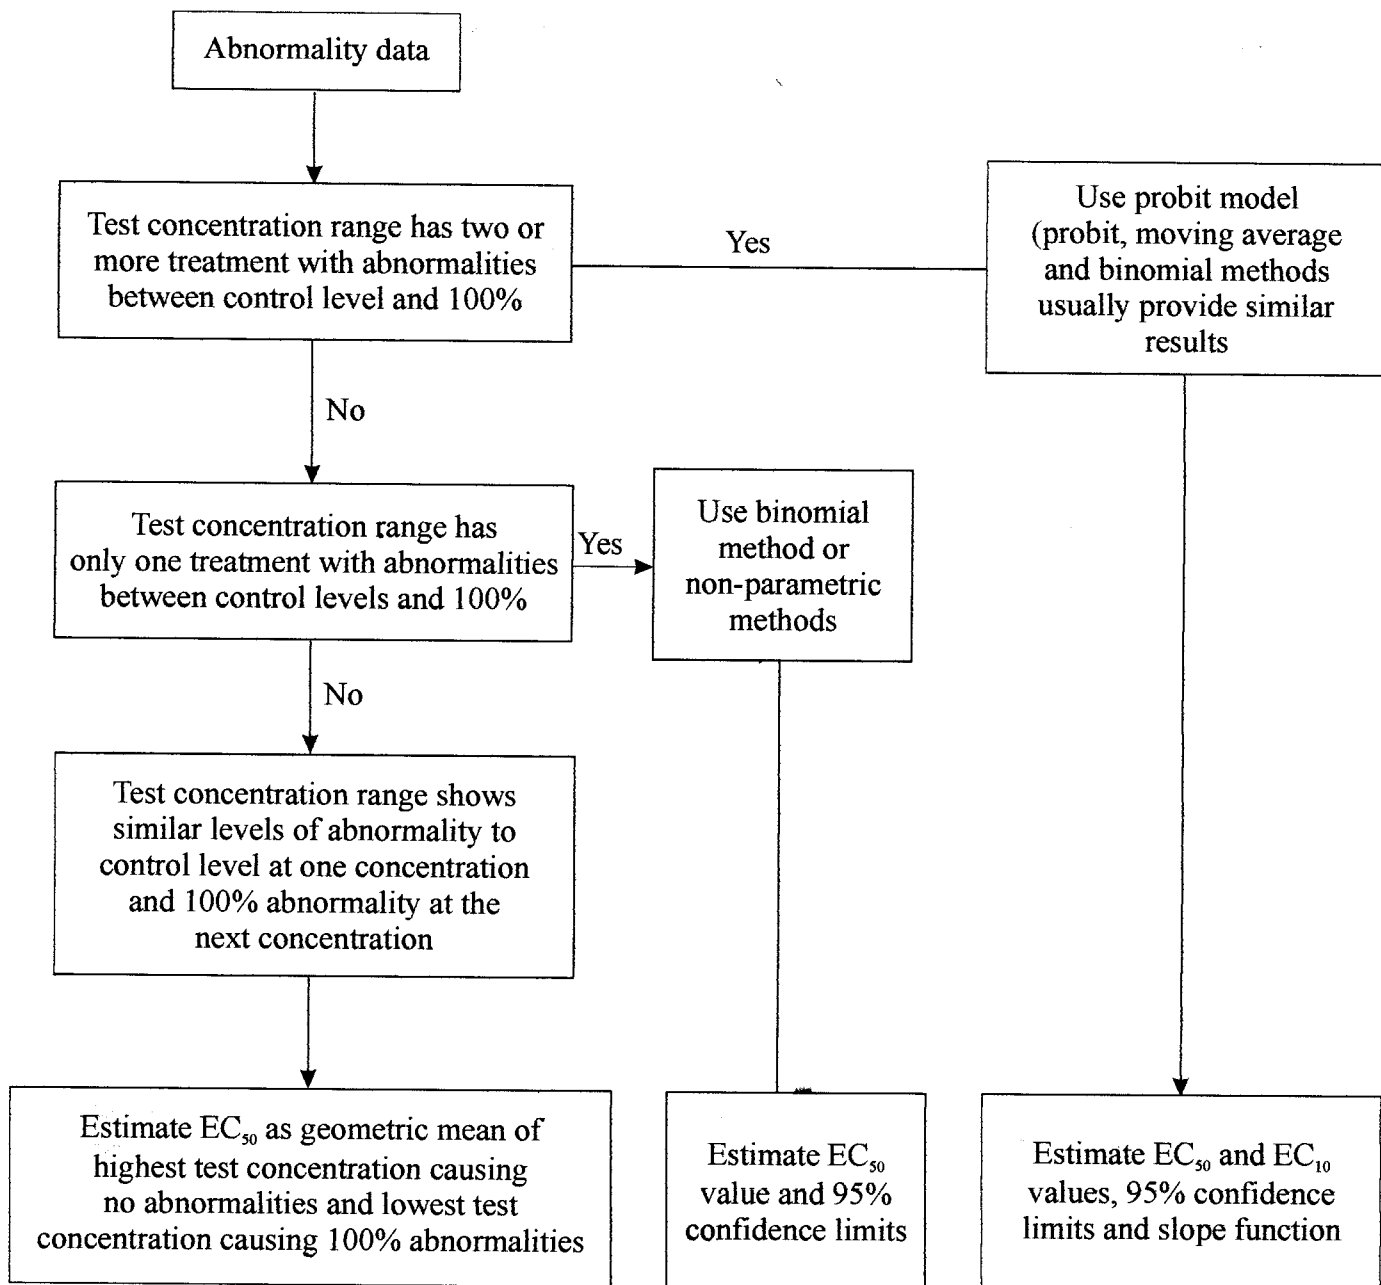 Abnormality data
Test concentration range has two or
more treatment with abnormalities
between control level and 100%
Yes
Use probit model
(probit, moving average
and binomial methods
usually provide similar
results
No
Test concentration range has
only one treatment with abnormalities
between control levels and 100%
Yes
Use binomial
method or
non-parametric
methods
No
Test concentration range shows
similar levels of abnormality to
control level at one concentration
and 100% abnormality at the
next concentration
Estimate EC₅₀ as geometric mean of
highest test concentration causing
no abnormalities and lowest test
concentration causing 100% abnormalities
Estimate EC₅₀
value and 95%
confidence limits
Estimate EC₅₀ and EC₁₀
values, 95% confidence
limits and slope function